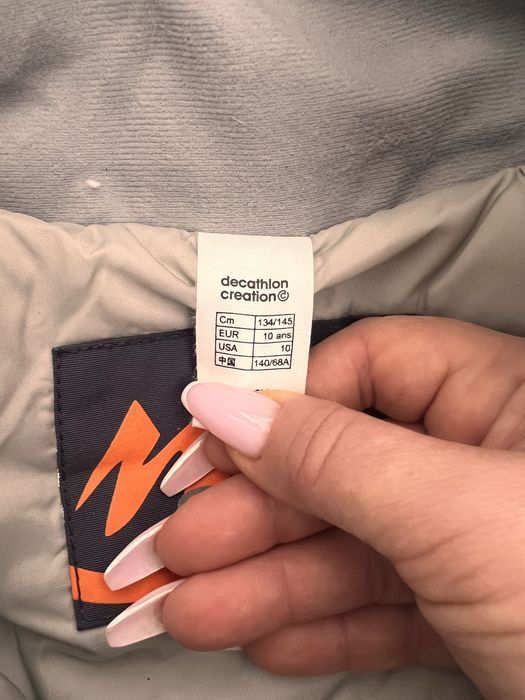 decathlon
creation©
Cm 134/145
EUR 10 ans
USA 10
中国 140/68A